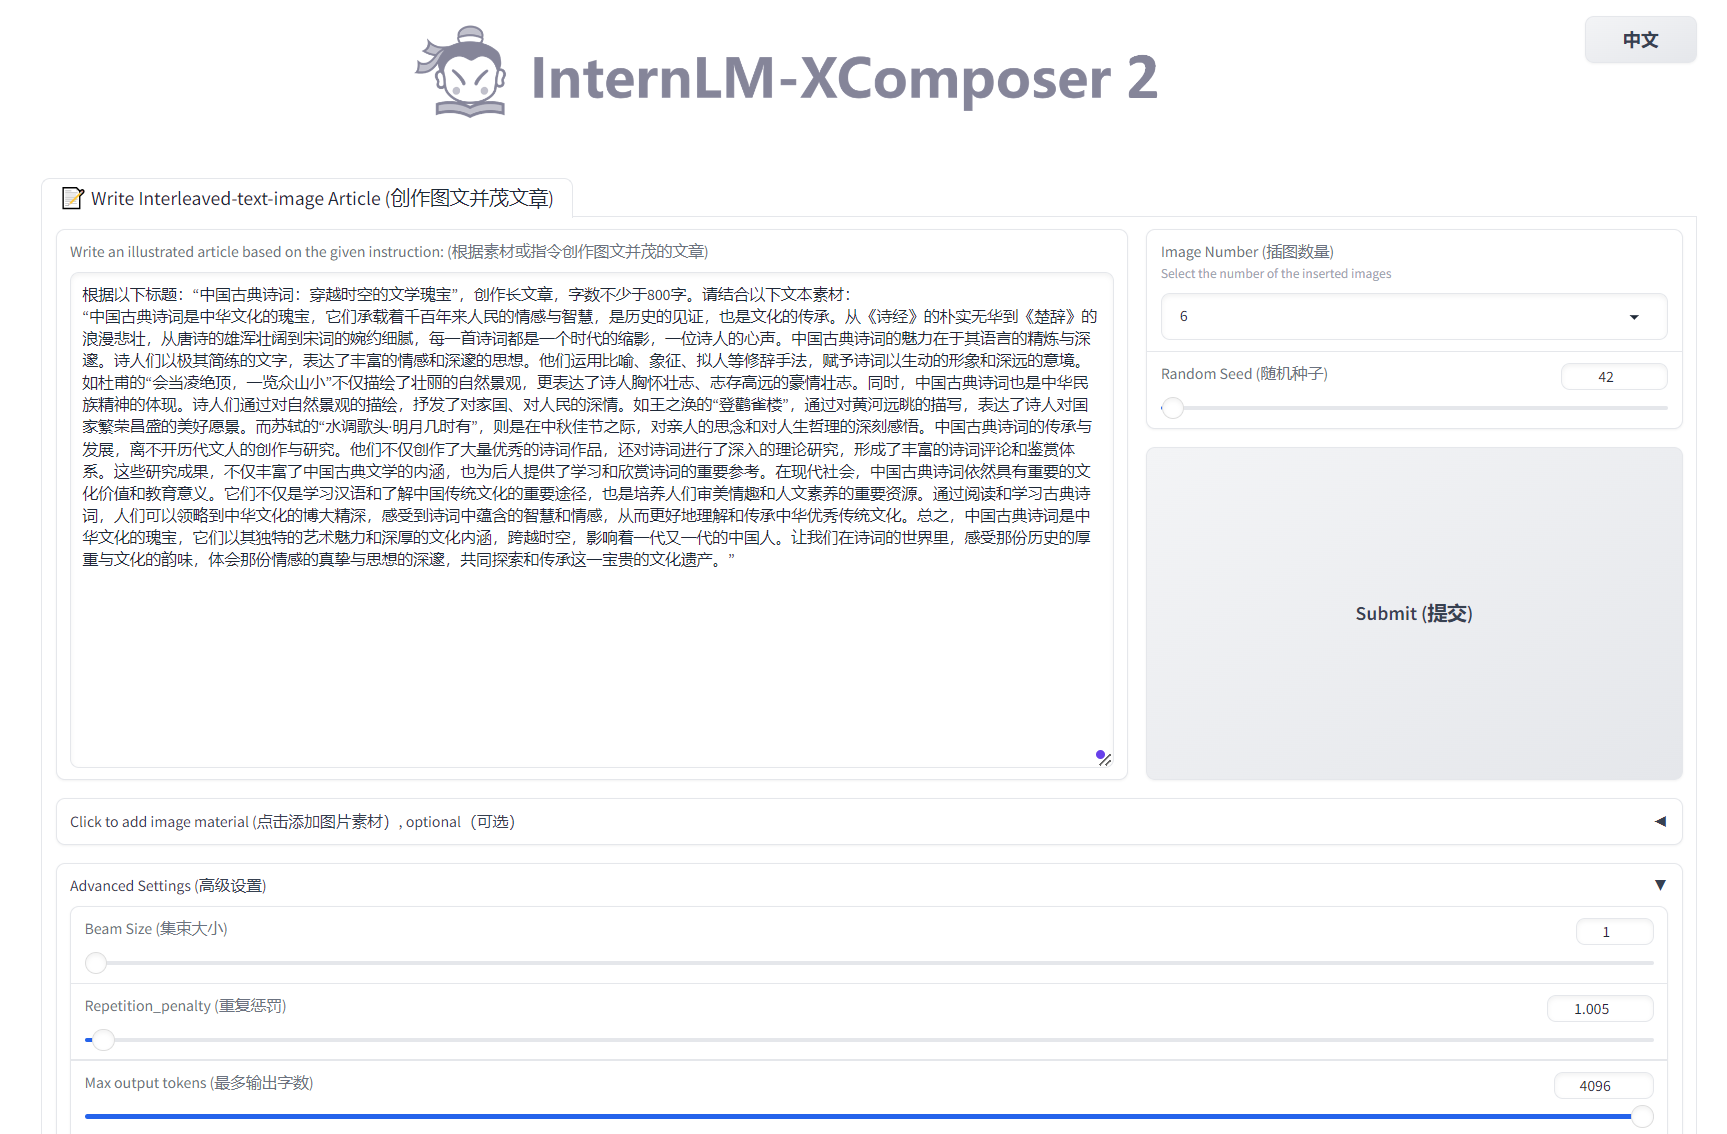 中文
InternLM-XComposer 2
Write Interleaved-text-image Article (创作图文并茂文章)
Write an illustrated article based on the given instruction: (根据素材或指令创作图文并茂的文章)
根据以下标题：“中国古典诗词：穿越时空的文学瑰宝”，创作长文章，字数不少于800字。请结合以下文本素材：
“中国古典诗词是中华文化的瑰宝，它们承载着千百年来人民的情感与智慧，是历史的见证，也是文化的传承。从《诗经》的朴实无华到《楚辞》的
浪漫悲壮，从唐诗的雄浑壮阔到宋词的婉约细腻，每一首诗词都是一个时代的缩影，一位诗人的心声。中国古典诗词的魅力在于其语言的精炼与深
邃。诗人们以极其简练的文字，表达了丰富的情感和深邃的思想。他们运用比喻、象征、拟人等修辞手法，赋予诗词以生动的形象和深远的意境。
如杜甫的“会当凌绝顶，一览众山小”不仅描绘了壮丽的自然景观，更表达了诗人胸怀壮志、志存高远的豪情壮志。同时，中国古典诗词也是中华民
族精神的体现。诗人们通过对自然景观的描绘，抒发了对家国、对人民的深情。如王之涣的“登鹳雀楼”，通过对黄河远眺的描写，表达了诗人对国
家繁荣昌盛的美好愿景。而苏轼的“水调歌头·明月几时有”，则是在中秋佳节之际，对亲人的思念和对人生哲理的深刻感悟。中国古典诗词的传承与
发展，离不开历代文人的创作与研究。他们不仅创作了大量优秀的诗词作品，还对诗词进行了深入的理论研究，形成了丰富的诗词评论和鉴赏体
系。这些研究成果，不仅丰富了中国古典文学的内涵，也为后人提供了学习和欣赏诗词的重要参考。在现代社会，中国古典诗词依然具有重要的文
化价值和教育意义。它们不仅是学习汉语和了解中国传统文化的重要途径，也是培养人们审美情趣和人文素养的重要资源。通过阅读和学习古典诗
词，人们可以领略到中华文化的博大精深，感受到诗词中蕴含的智慧和情感，从而更好地理解和传承中华优秀传统文化。总之，中国古典诗词是中
华文化的瑰宝，它们以其独特的艺术魅力和深厚的文化内涵，跨越时空，影响着一代又一代的中国人。让我们在诗词的世界里，感受那份历史的厚
重与文化的韵味，体会那份情感的真挚与思想的深邃，共同探索和传承这一宝贵的文化遗产。”
Image Number (插图数量)
Select the number of the inserted images
6
Random Seed (随机种子)
42
Submit (提交)
Click to add image material (点击添加图片素材）, optional（可选）
Advanced Settings (高级设置)
Beam Size (集束大小)
1
Repetition_penalty (重复惩罚)
1.005
Max output tokens (最多输出字数)
4096